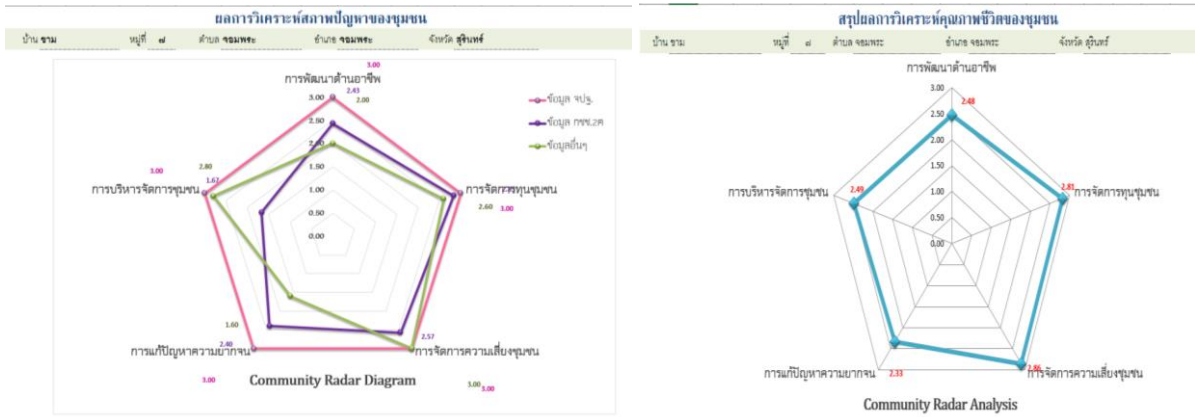 ผลการวิเคราะห์สภาพปัญหาของชุมชน
บ้าน ขาม หมู่ที่ ๗ ตำบล จอมพระ อำเภอ จอมพระ จังหวัด สุรินทร์
3.00
การพัฒนาด้านอาชีพ
2.43
3.00
2.00
ข้อมูล จปฐ.
2.50
ข้อมูล กชช.2ค
ข้อมูลอื่นๆ
1.50
3.00
2.80
1.67
1.00
การบริหารจัดการชุมชน
การจัดการทุนชุมชน
0.50
2.60 3.00
0.00
1.60
2.40
2.57
การแก้ปัญหาความยากจน
การจัดการความเสี่ยงชุมชน
3.00
Community Radar Diagram
3.00 3.00
สรุปผลการวิเคราะห์คุณภาพชีวิตของชุมชน
บ้าน ขาม หมู่ที่ ๗ ตำบล จอมพระ อำเภอ จอมพระ จังหวัด สุรินทร์
การพัฒนาด้านอาชีพ
3.00
2.48
2.50
2.00
1.50
การบริหารจัดการชุมชน
2.49
1.00
2.81
การจัดการทุนชุมชน
0.50
0.00
การแก้ปัญหาความยากจน
2.33
2.86
การจัดการความเสี่ยงชุมชน
Community Radar Analysis